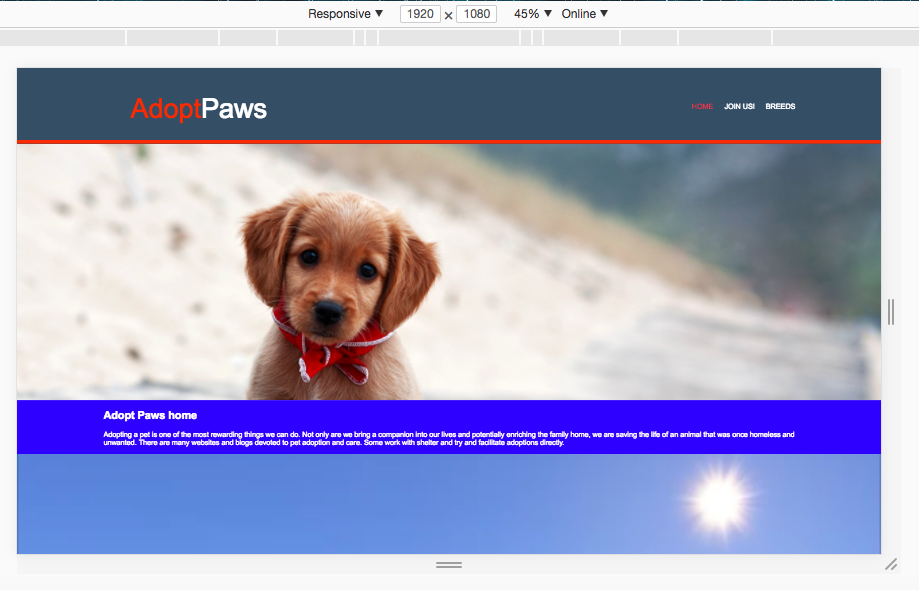 Responsive ▼ 1920 × 1080 45% ▼ Online ▼
AdoptPaws
HOME JOIN US! BREEDS
Adopt Paws home
Adopting a pet is one of the most rewarding things we can do. Not only are we bring a companion into our lives and potentially enriching the family home, we are saving the life of an animal that was once homeless and
unwanted. There are many websites and blogs devoted to pet adoption and care. Some work with shelter and try and facilitate adoptions directly.